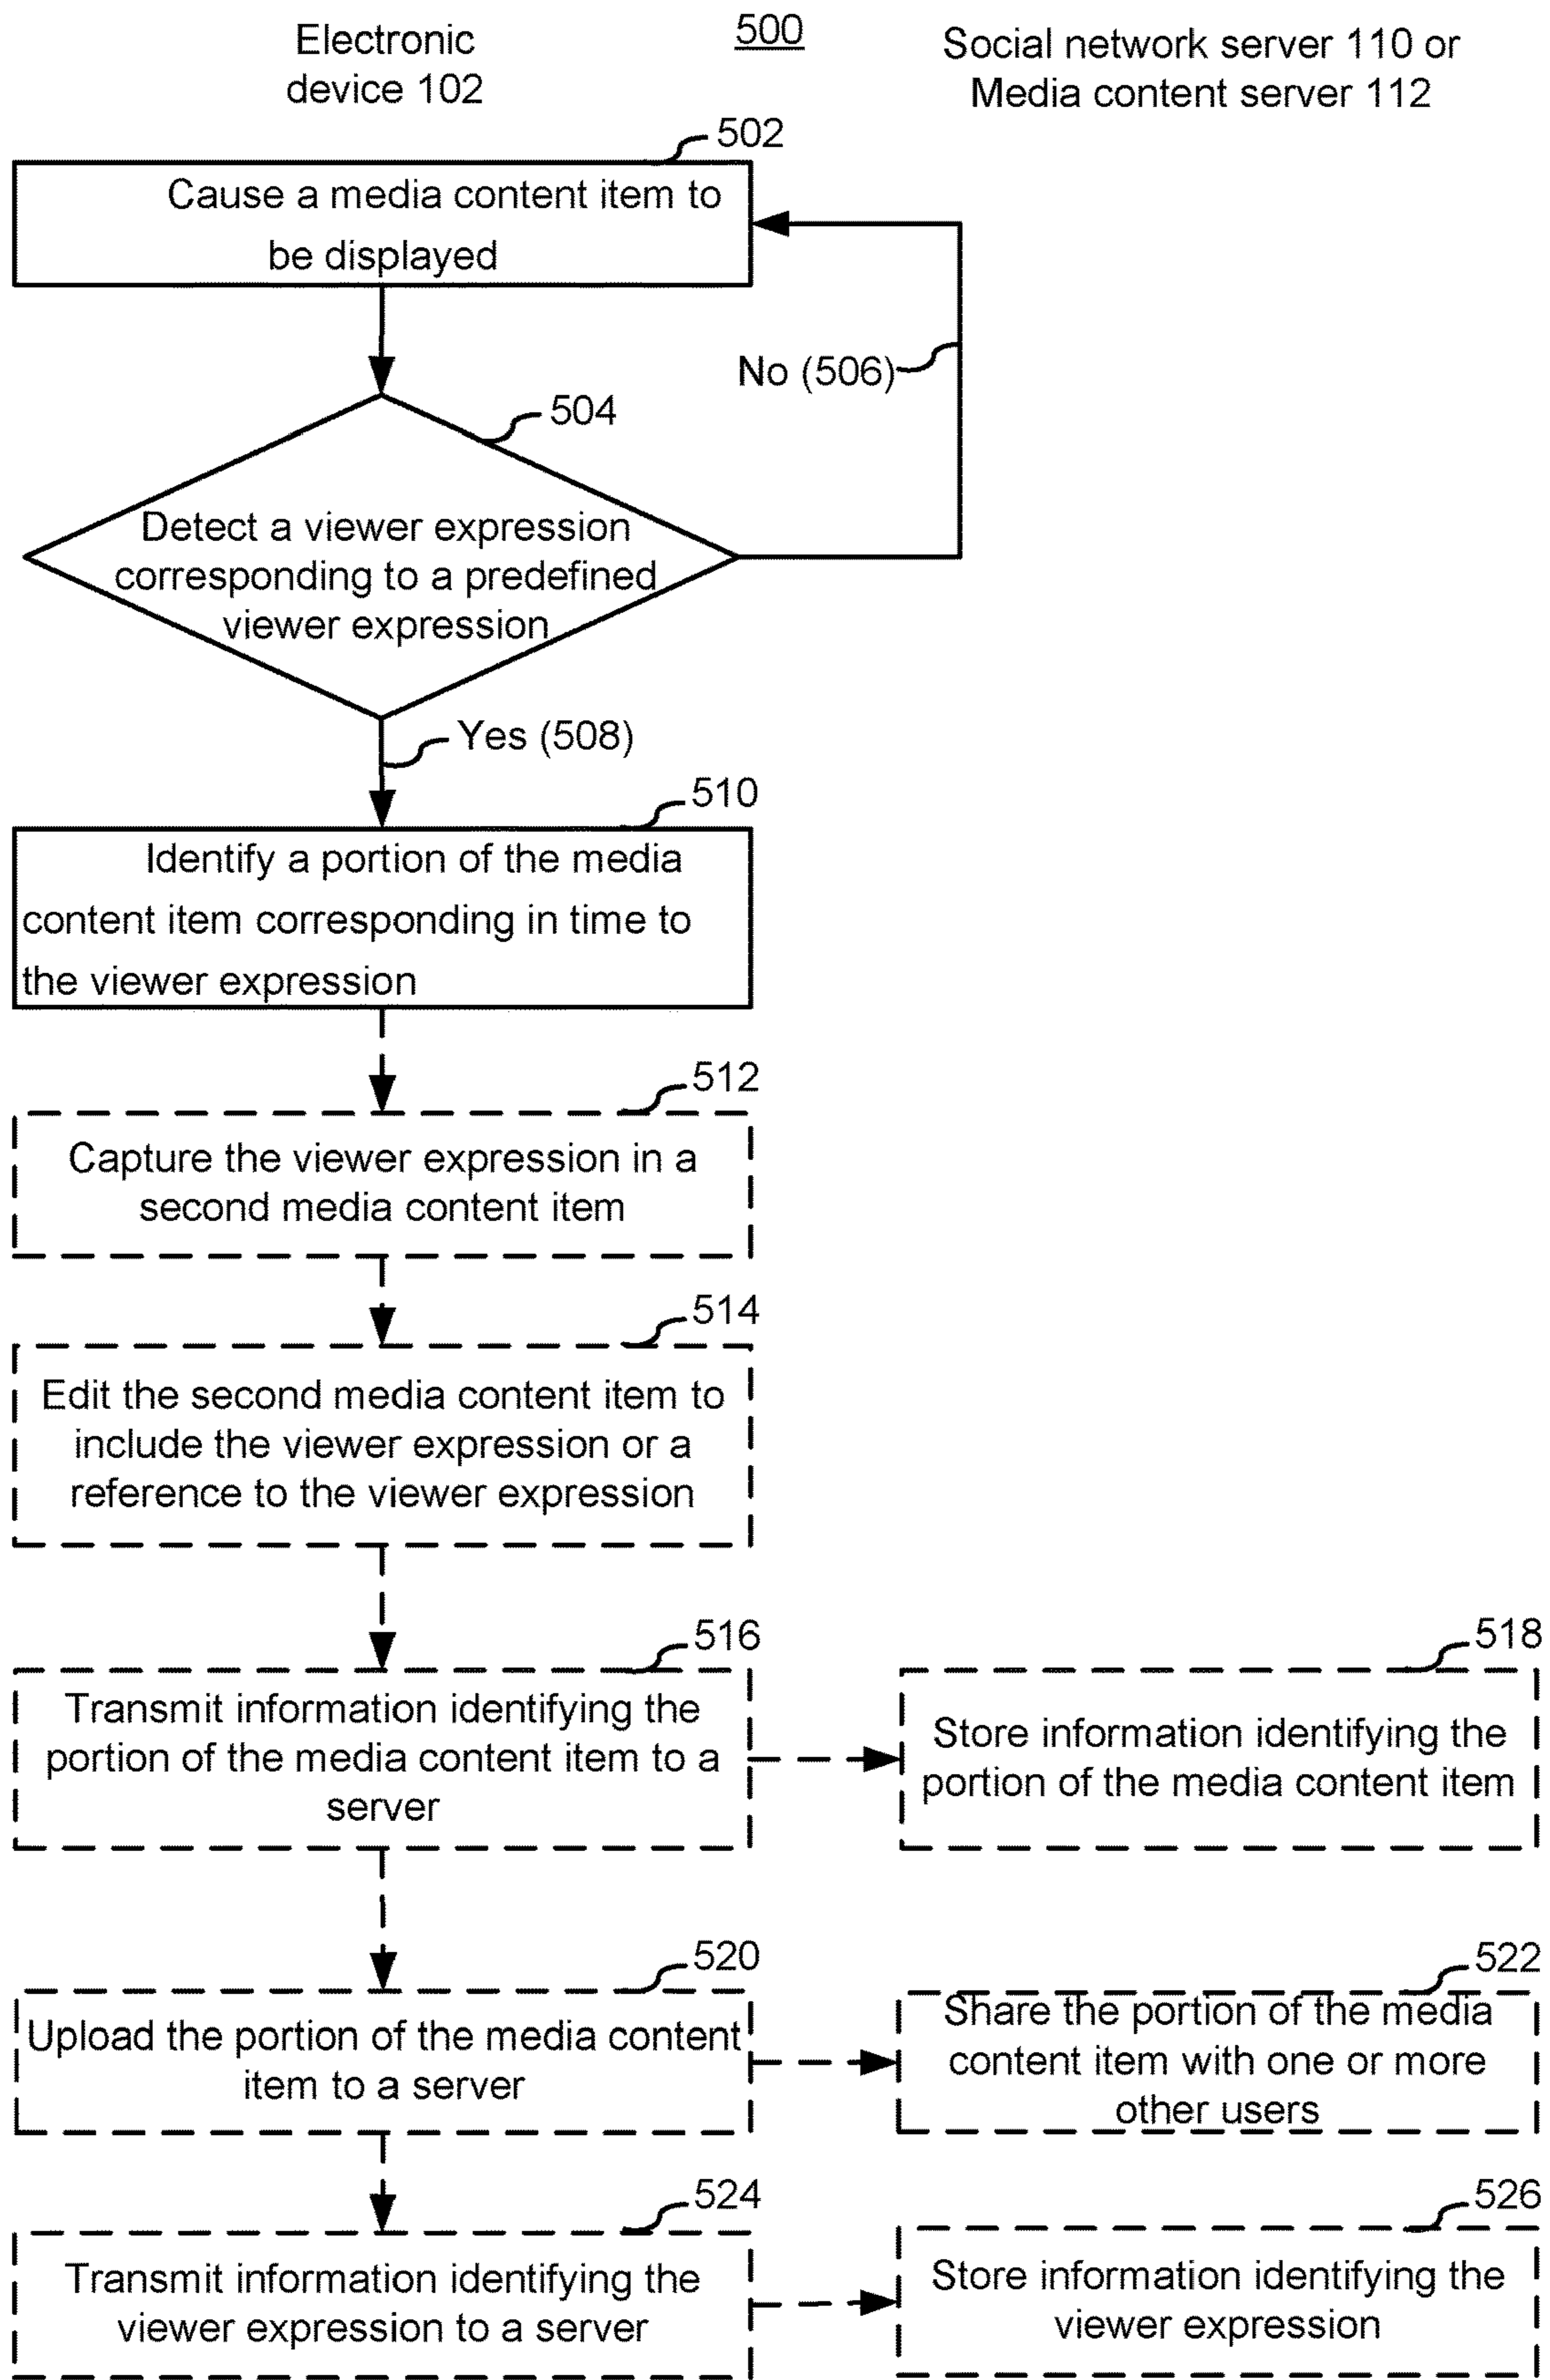 Electronic
device 102
500
Social network server 110 or
Media content server 112
502
Cause a media content item to
be displayed
No (506)
504
Detect a viewer expression
corresponding to a predefined
viewer expression
Yes (508)
510
Identify a portion of the media
content item corresponding in time to
the viewer expression
512
Capture the viewer expression in a
second media content item
514
Edit the second media content item to
include the viewer expression or a
reference to the viewer expression
516
Transmit information identifying the
portion of the media content item to a
server
518
Store information identifying the
portion of the media content item
520
Upload the portion of the media content
item to a server
522
Share the portion of the media
content item with one or more
other users
524
Transmit information identifying the
viewer expression to a server
526
Store information identifying the
viewer expression